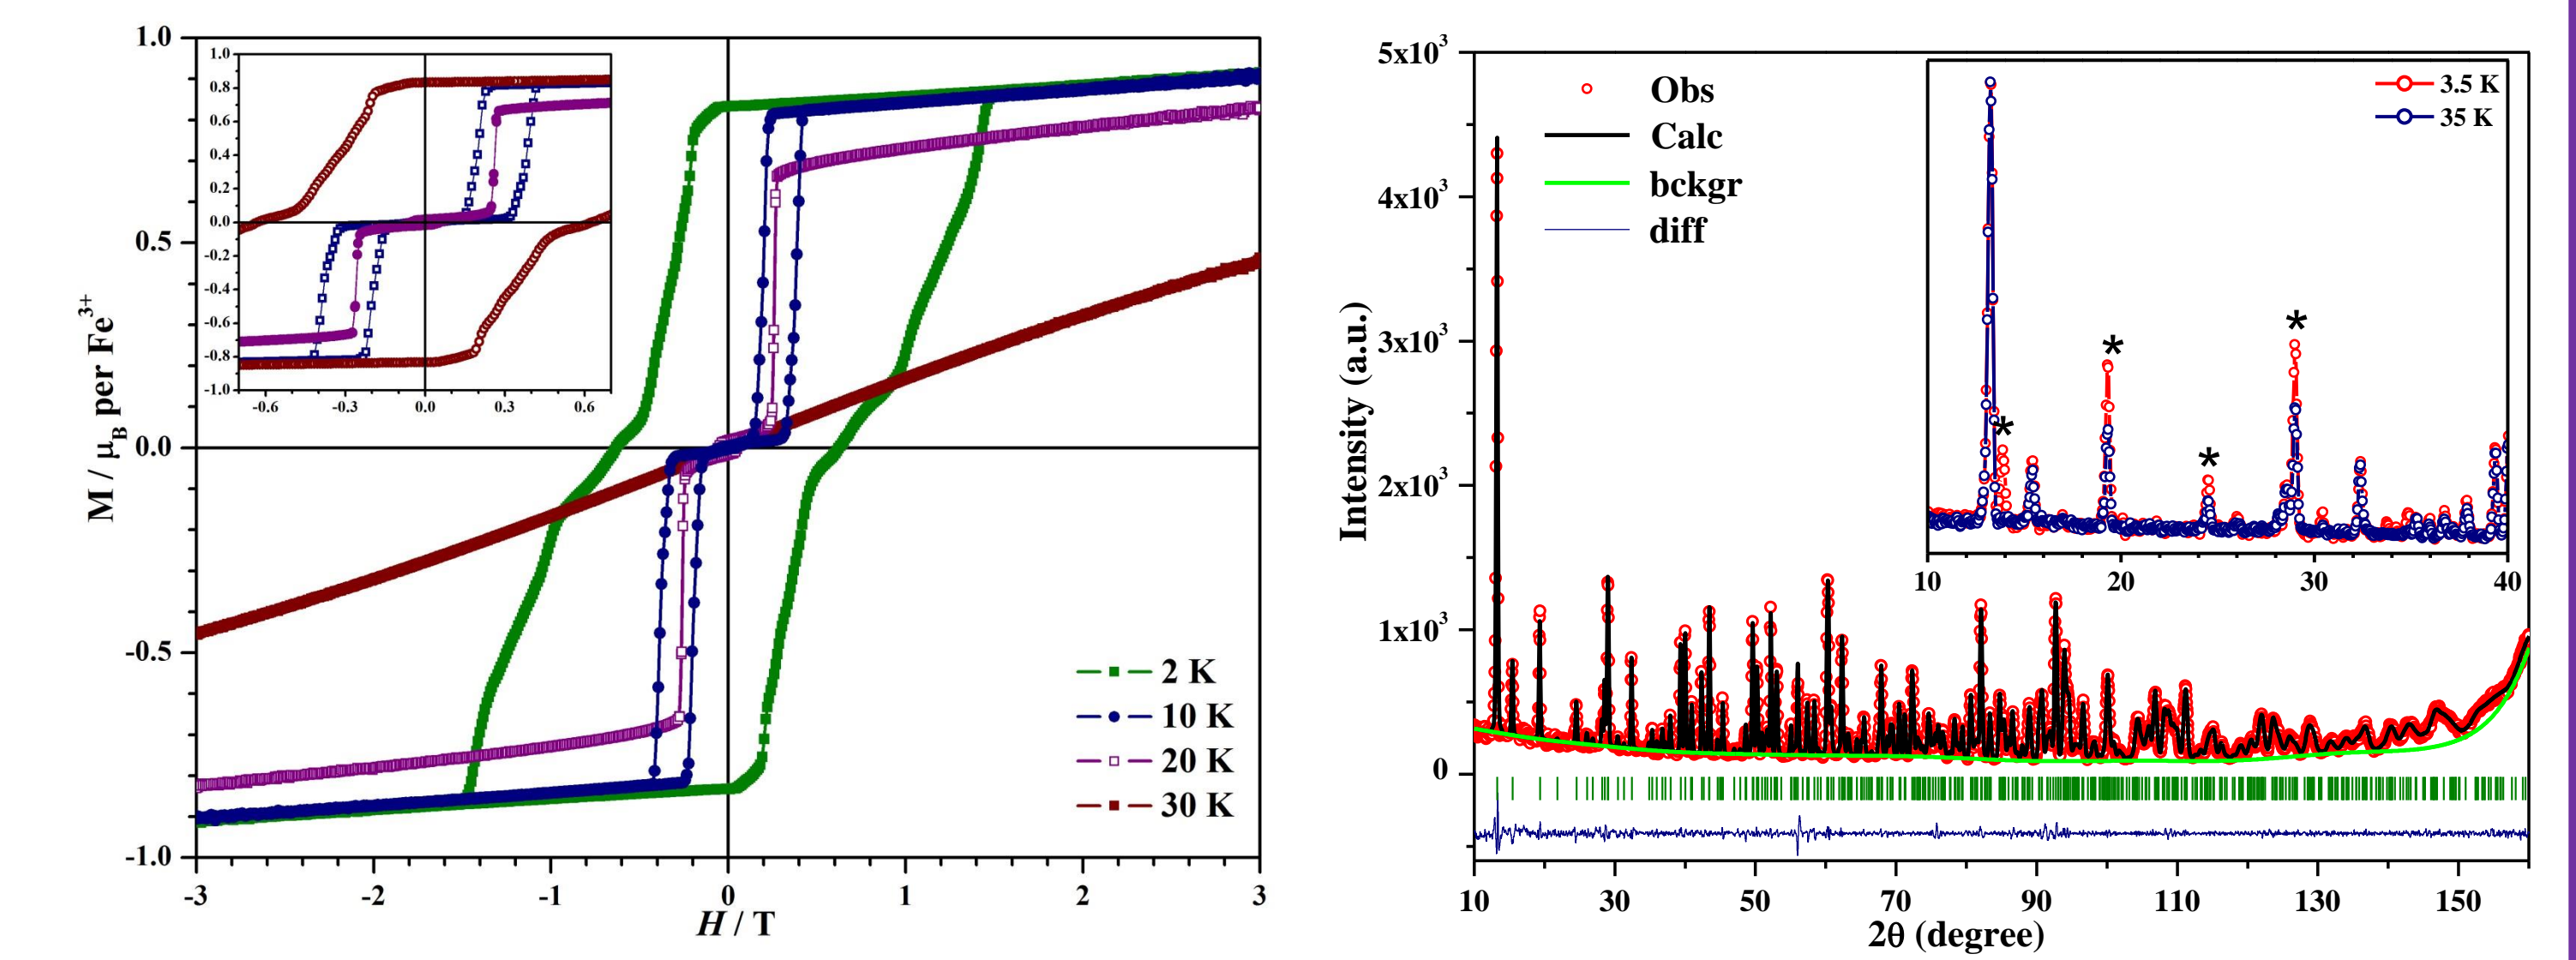 1.0
0.5
0.0
-0.5
-1.0
M / μB per Fe3+
-3
-2
-1
0
1
2
3
H / T
1.0
0.8
0.6
0.4
0.2
0.0
-0.2
-0.4
-0.6
-0.8
-1.0
-0.6
-0.3
0.0
0.3
0.6
2 K
10 K
20 K
30 K
5x10³
4x10³
3x10³
2x10³
1x10³
0
Intensity (a.u.)
10
30
50
70
90
110
130
150
2θ (degree)
Obs
Calc
bckgr
diff
3.5 K
35 K
*
*
*
*
10
20
30
40